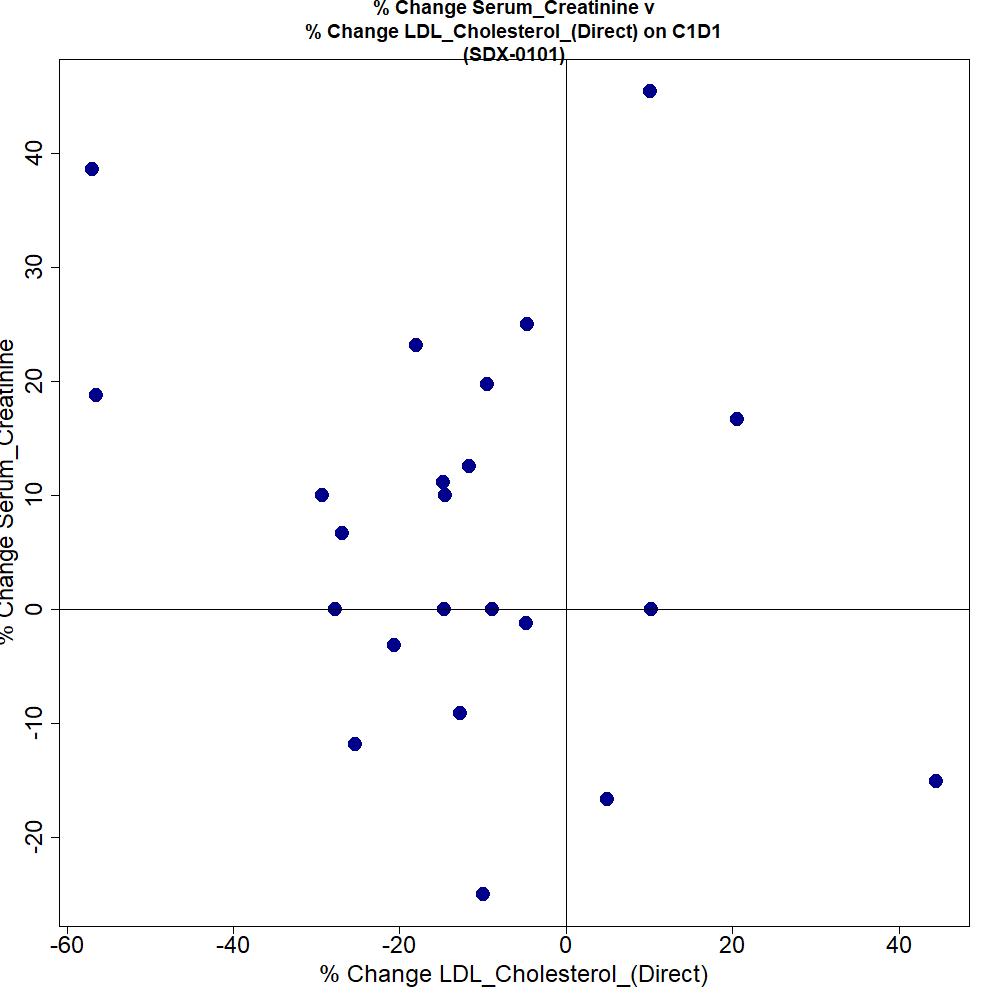 % Change Serum_Creatinine v
% Change LDL_Cholesterol_(Direct) on C1D1
(SDX-0101)
% Change Serum_Creatinine
40
30
20
10
0
-10
-20
-60
-40
-20
0
20
40
% Change LDL_Cholesterol_(Direct)